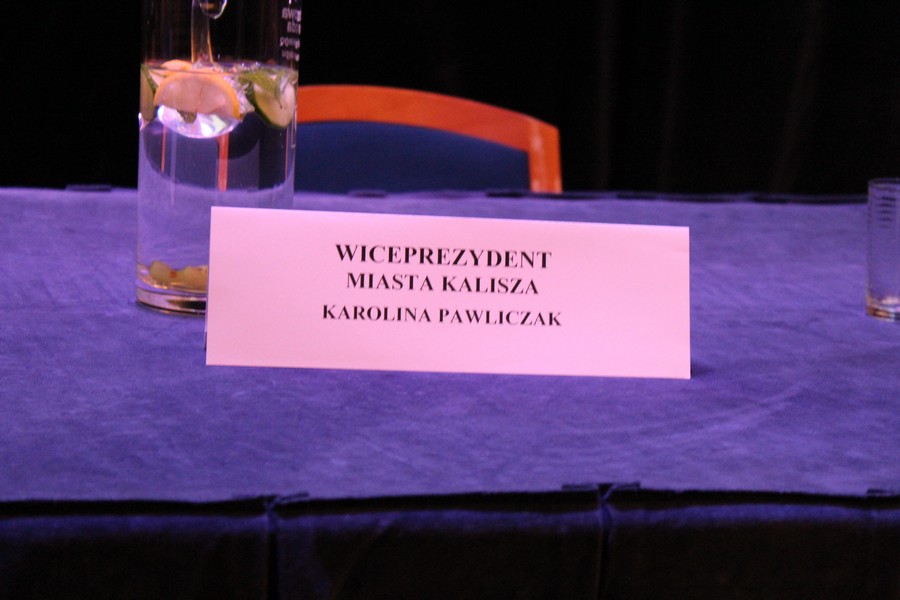 WICEPREZYDENT
MIASTA KALISZA
KAROLINA PAWLICZAK